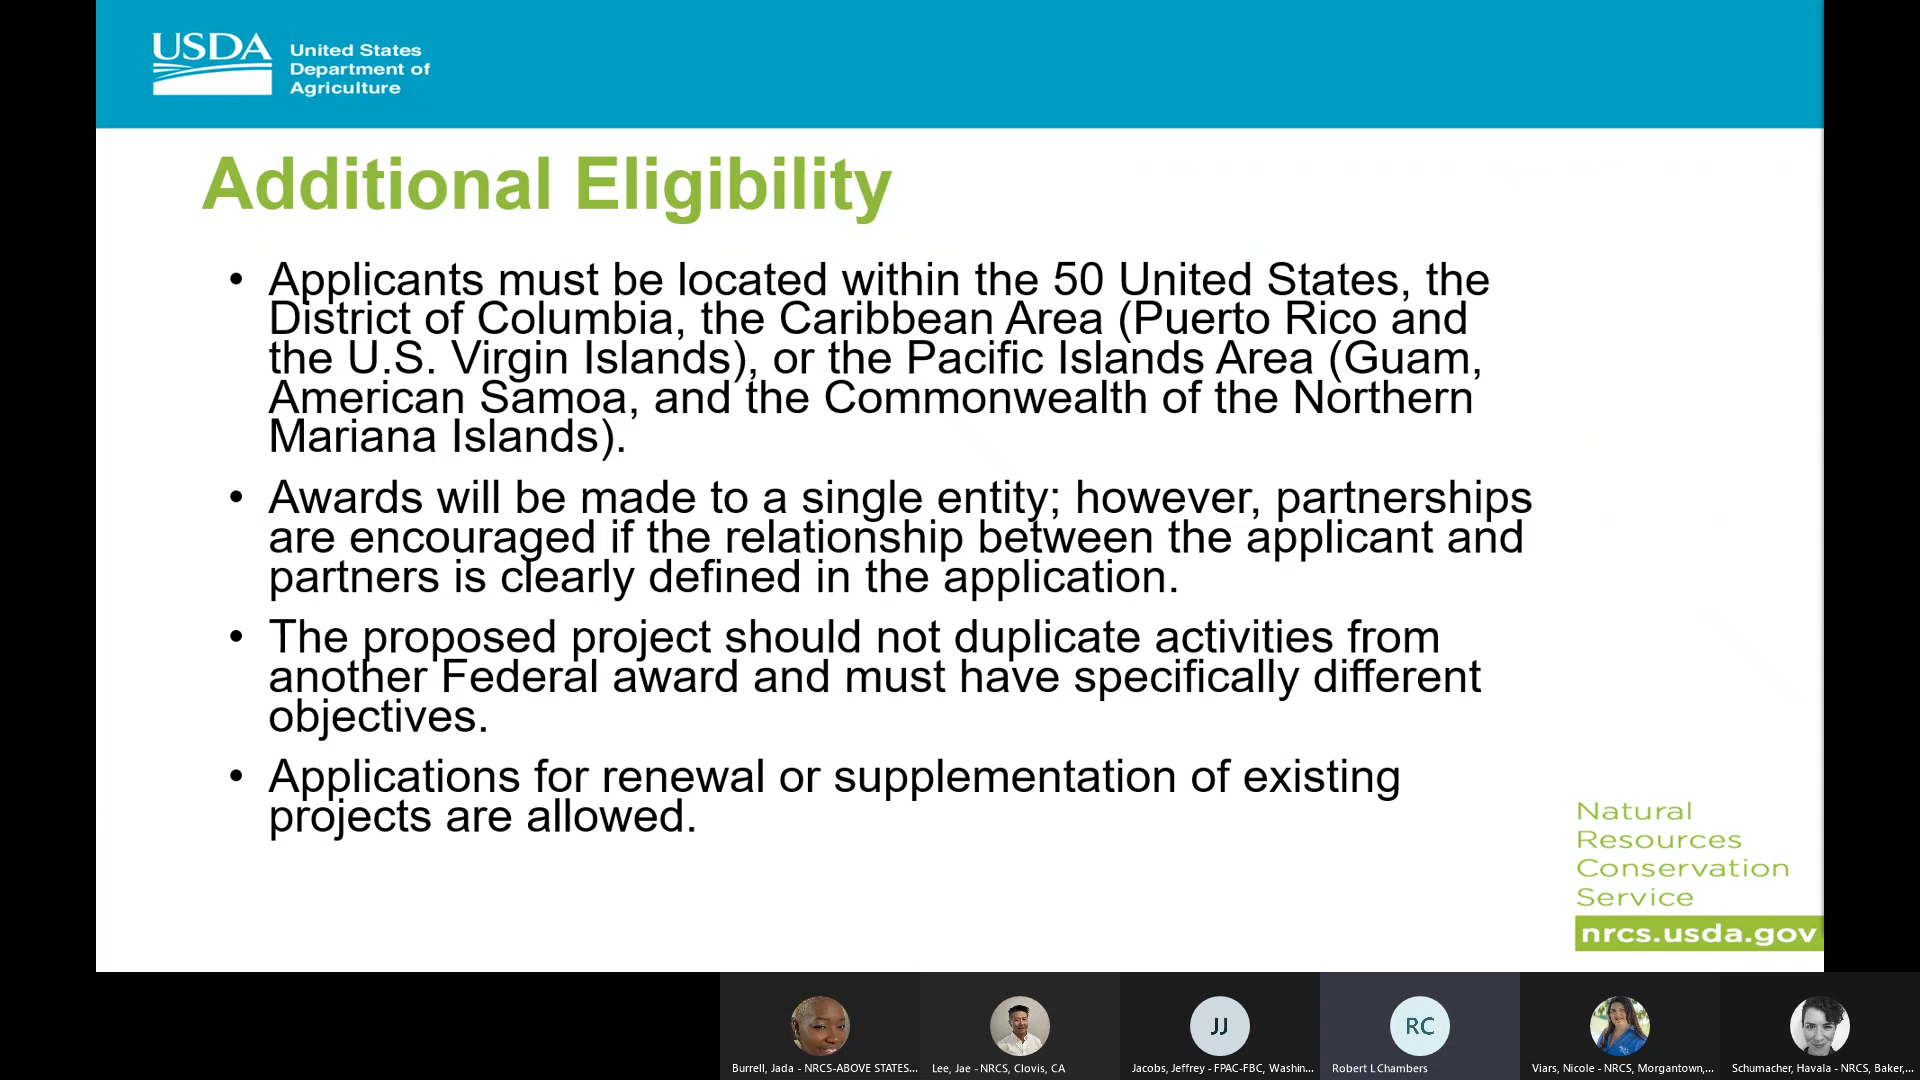 USDA
United States
Department of
Agriculture
Additional Eligibility
• Applicants must be located within the 50 United States, the
District of Columbia, the Caribbean Area (Puerto Rico and
the U.S. Virgin Islands), or the Pacific Islands Area (Guam,
American Samoa, and the Commonwealth of the Northern
Mariana Islands).
• Awards will be made to a single entity; however, partnerships
are encouraged if the relationship between the applicant and
partners is clearly defined in the application.
• The proposed project should not duplicate activities from
another Federal award and must have specifically different
objectives.
• Applications for renewal or supplementation of existing
projects are allowed.
Natural
Resources
Conservation
Service
nrcs.usda.gov
JJ
RC
Burrell, Jada - NRCS-ABOVE STATES...
Lee, Jae - NRCS, Clovis, CA
Jacobs, Jeffrey - FPAC-FBC, Washin...
Robert L Chambers
Viars, Nicole - NRCS, Morgantown,...
Schumacher, Havala - NRCS, Baker,...